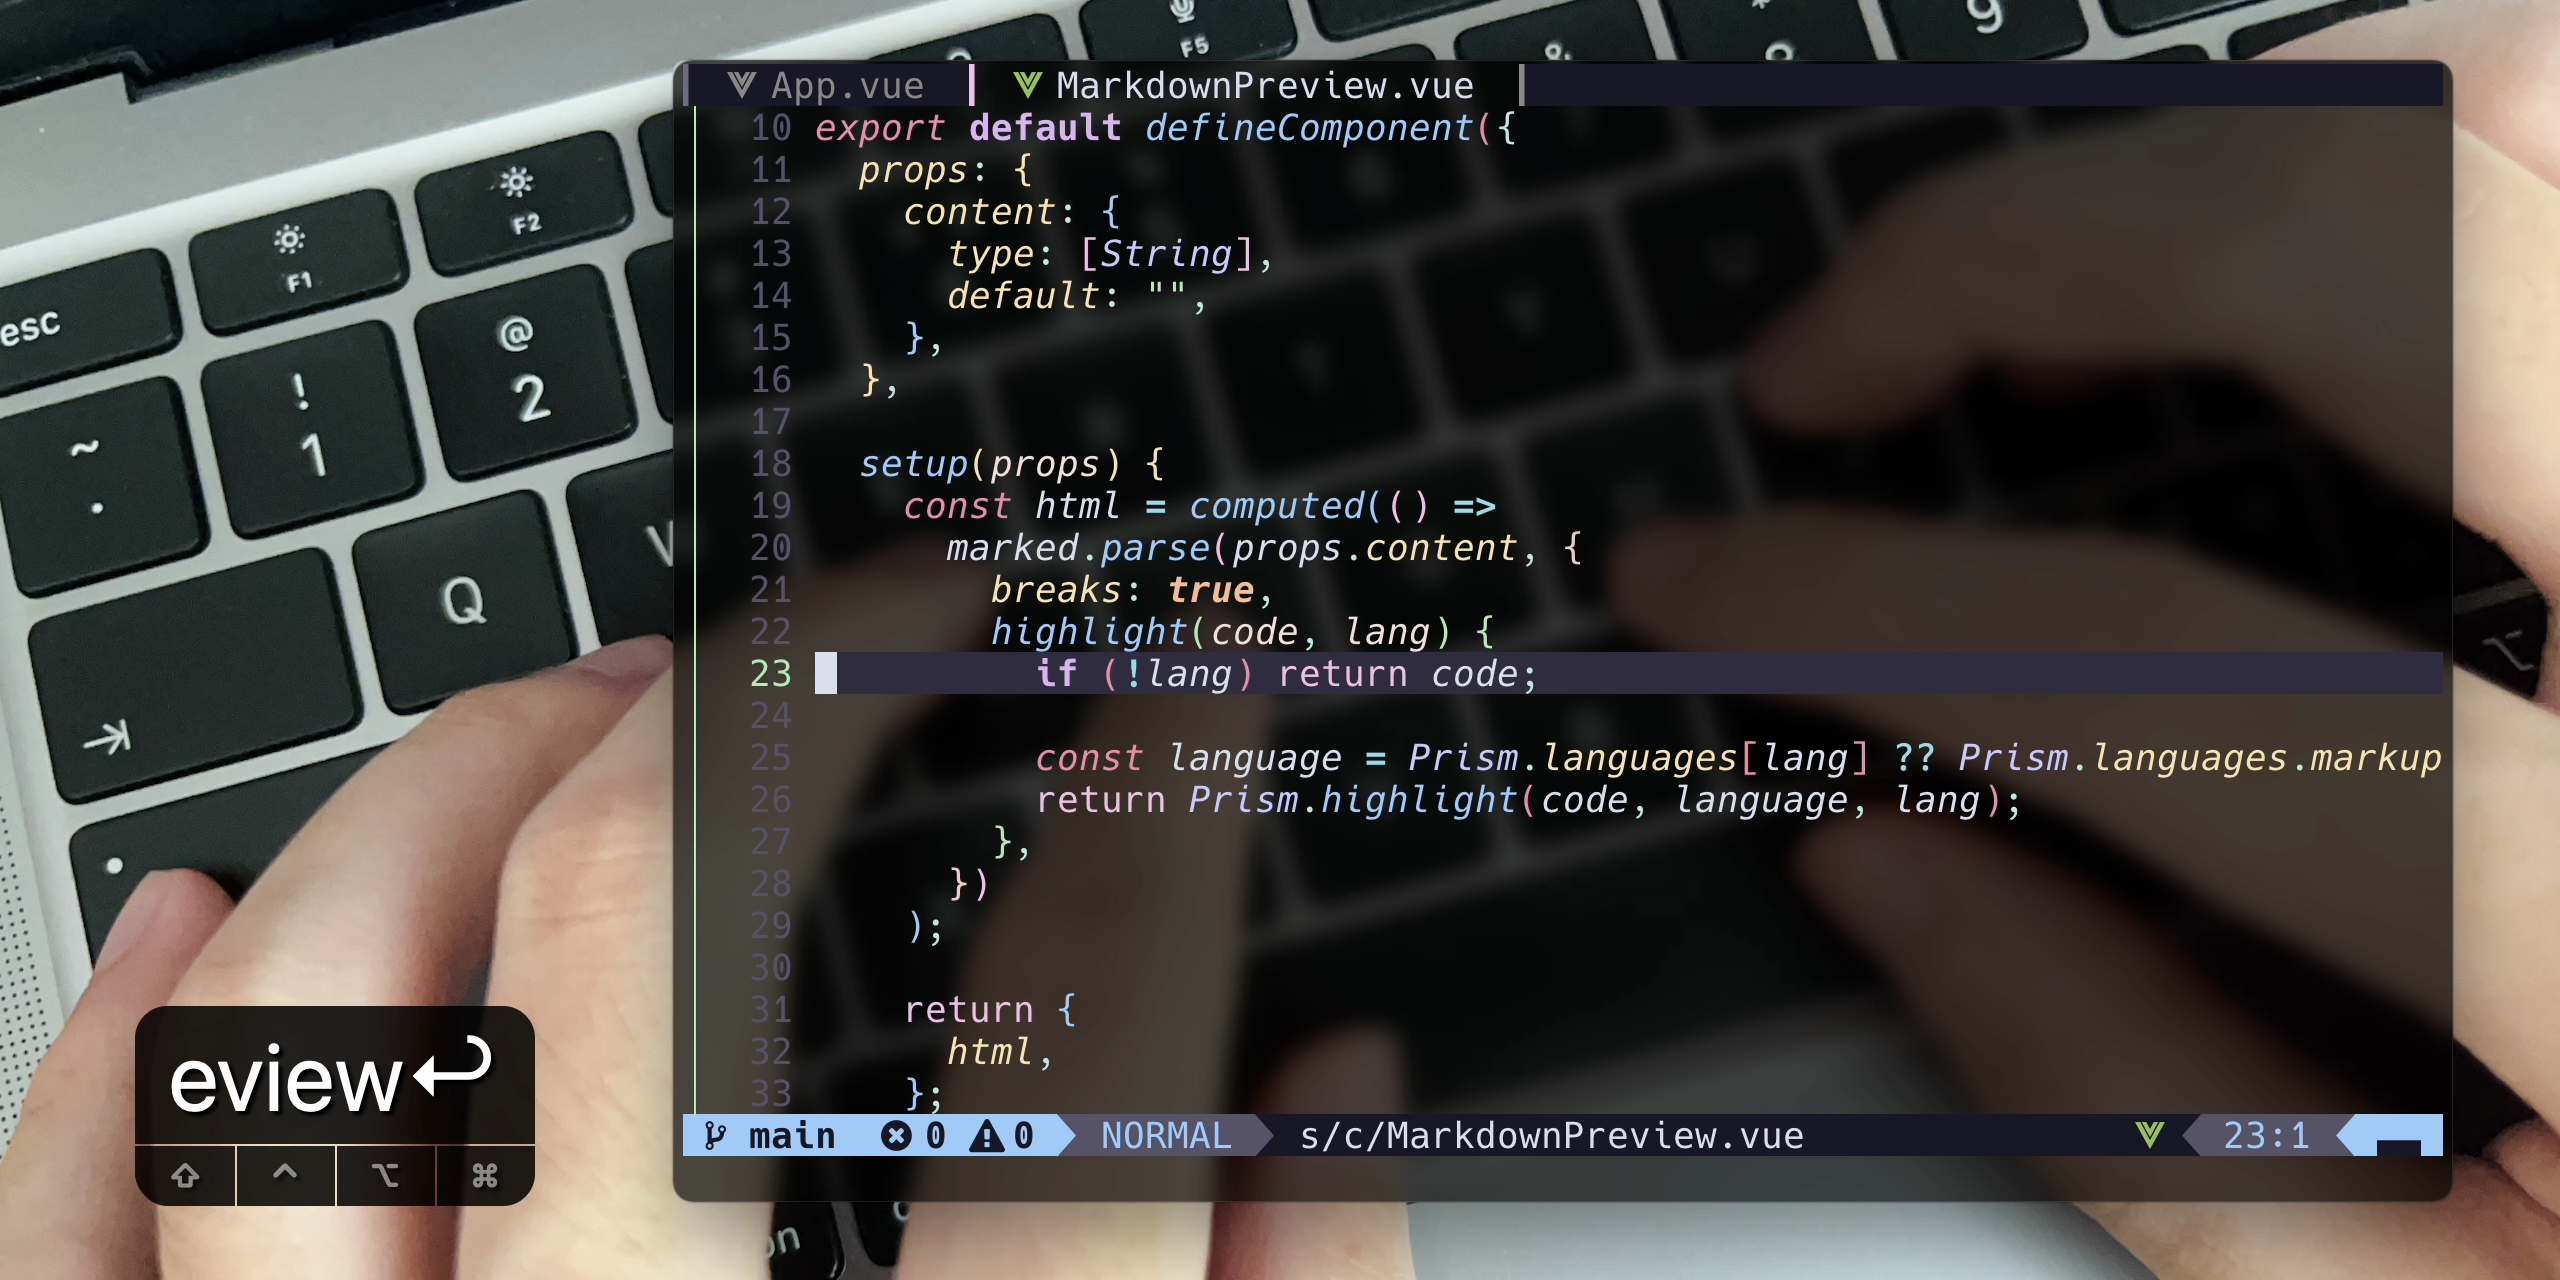 F5
&
*
9
App.vue
MarkdownPreview.vue
10 export default defineComponent({
11 props: {
12 content: {
13 type: [String],
14 default: "",
15 },
16 },
17
18 setup(props) {
19 const html = computed(() =>
20 marked.parse(props.content, {
21 breaks: true,
22 highlight(code, lang) {
23 if (!lang) return code;
24
25 const language = Prism.languages[lang] ?? Prism.languages.markup
26 return Prism.highlight(code, language, lang);
27 },
28 })
29 );
30
31 return {
32 html,
33 };
main 0 0 NORMAL s/c/MarkdownPreview.vue 23:1
esc
F1
F2
~
!
1
@
2
Q
eview↩
⇧ ^ ⌥ ⌘